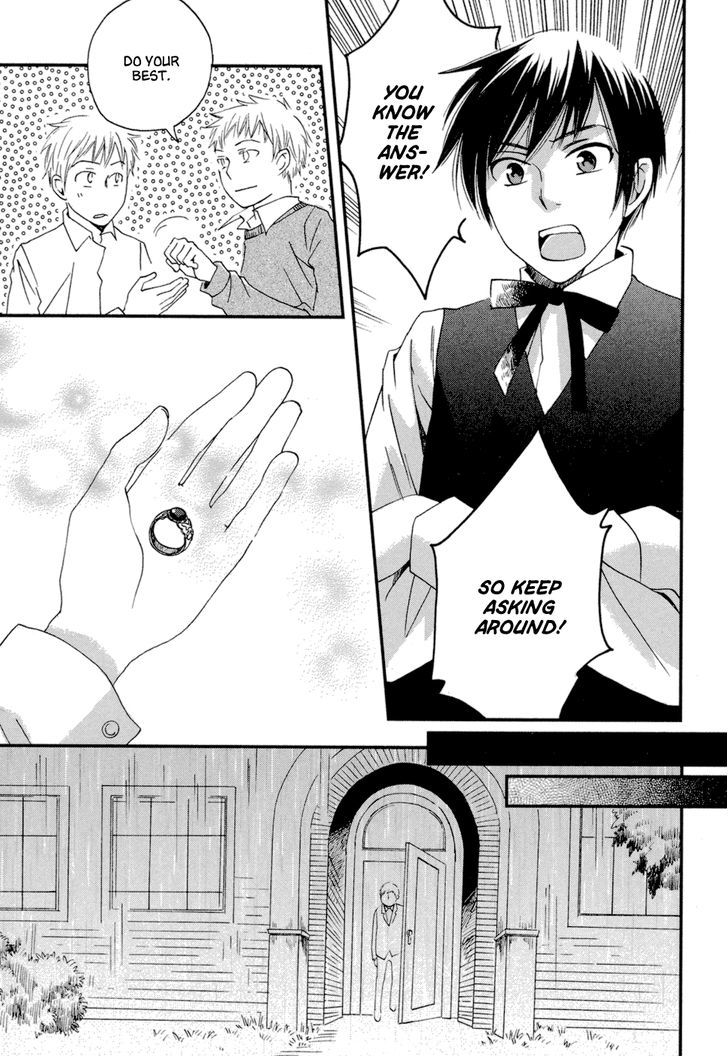 YOU
KNOW
THE
ANS-
WER!
SO KEEP
ASKING
AROUND!
DO YOUR
BEST.